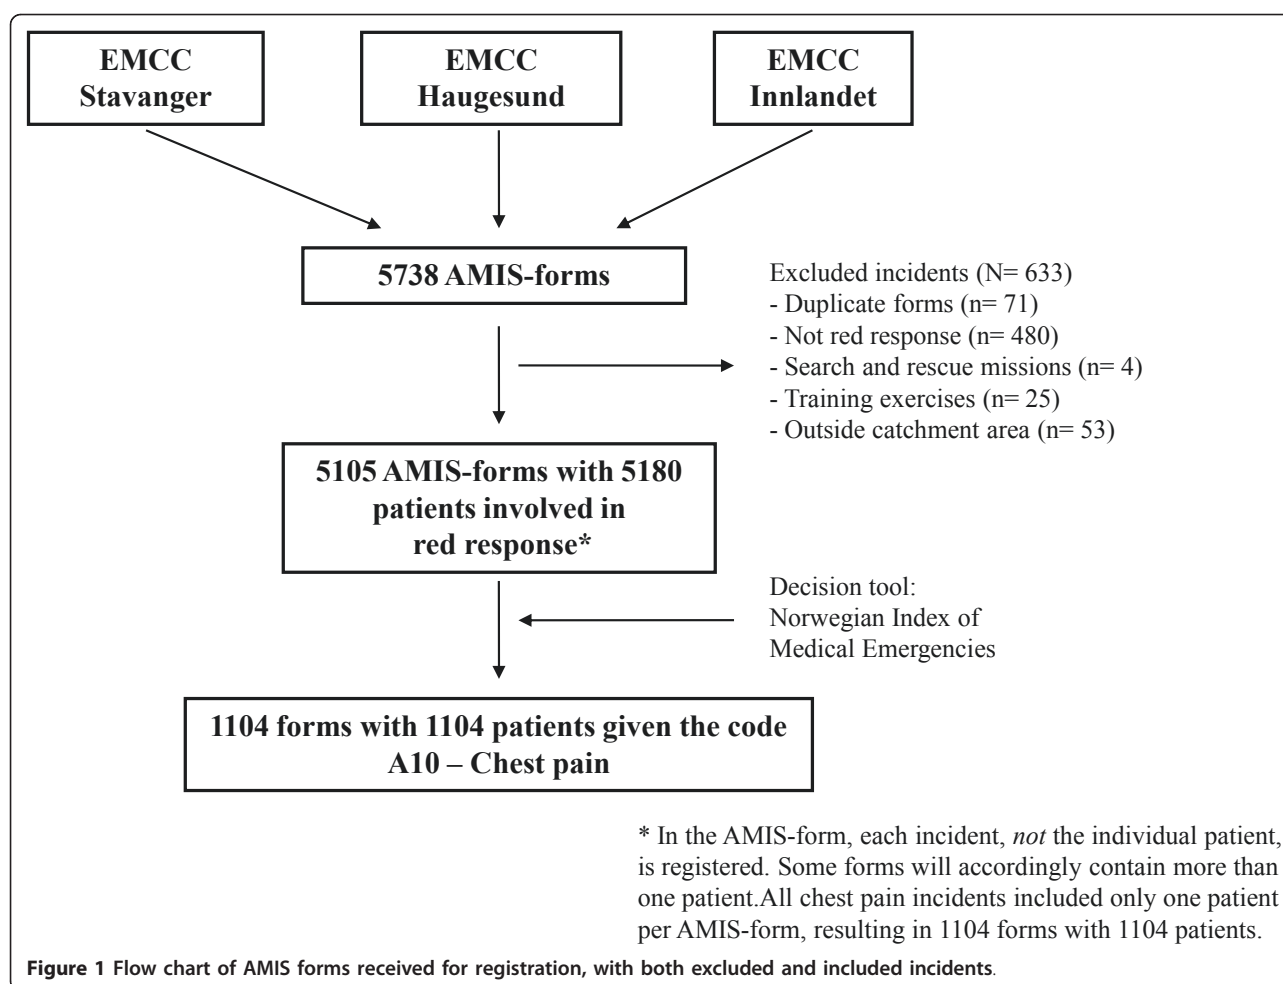 EMCC
Stavanger
EMCC
Haugesund
EMCC
Innlandet
5738 AMIS-forms
Excluded incidents (N= 633)
- Duplicate forms (n= 71)
- Not red response (n= 480)
- Search and rescue missions (n= 4)
- Training exercises (n= 25)
- Outside catchment area (n= 53)
5105 AMIS-forms with 5180
patients involved in
red response*
Decision tool:
Norwegian Index of
Medical Emergencies
1104 forms with 1104 patients given the code
A10 – Chest pain
* In the AMIS-form, each incident, not the individual patient,
is registered. Some forms will accordingly contain more than
one patient.All chest pain incidents included only one patient
per AMIS-form, resulting in 1104 forms with 1104 patients.
Figure 1 Flow chart of AMIS forms received for registration, with both excluded and included incidents.